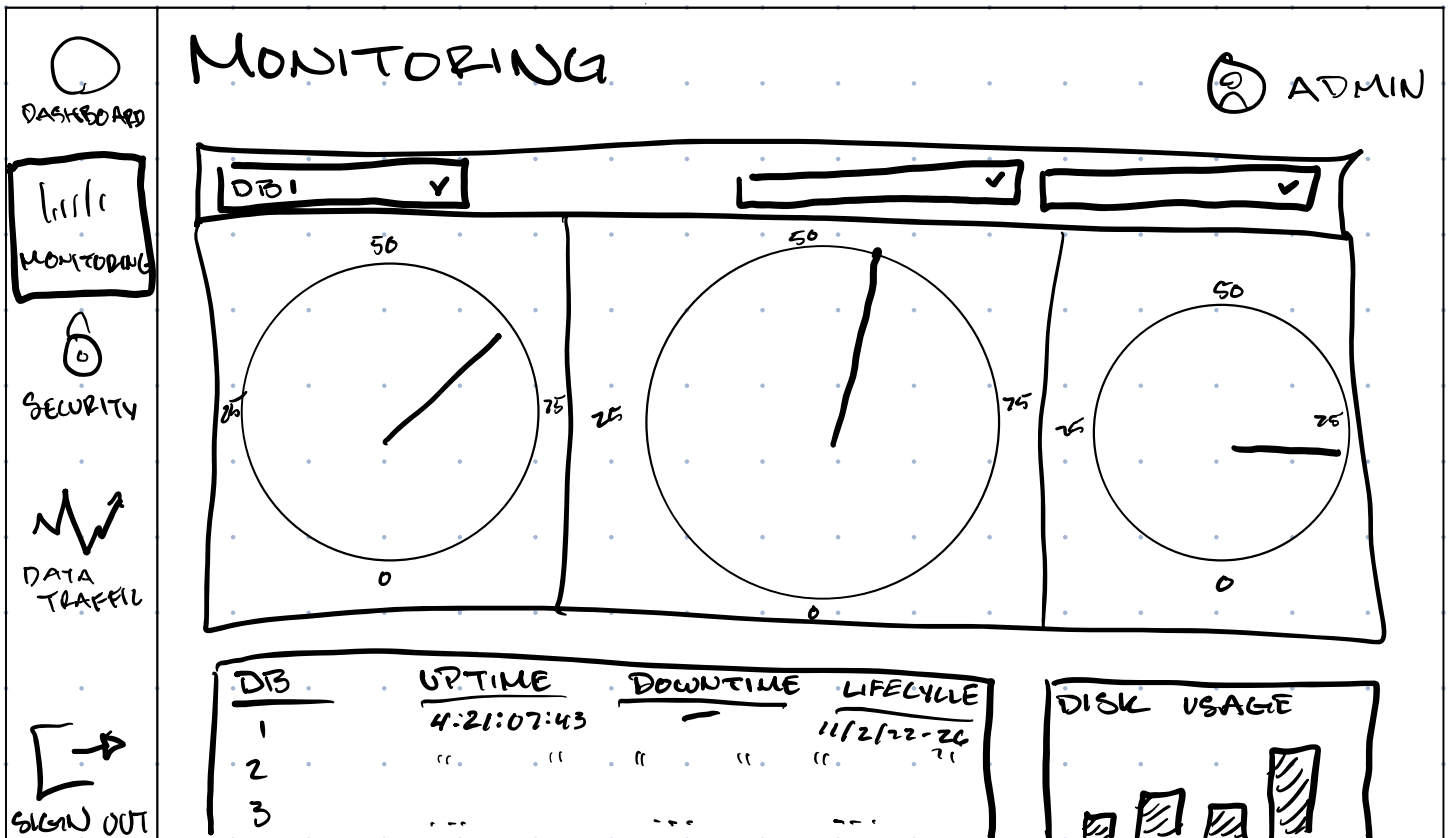 MONITORING
ADMIN
DASHBOARD
MONITORING
SECURITY
DATA
TRAFFIC
SIGN OUT
DB1
50
25
75
0
50
25
75
0
50
25
75
0
DB UPTIME DOWNTIME LIFECYCLE
1 4:21:07:43 — 11/2/22-26
2 " " " " " "
3 --- --- ---
DISK USAGE